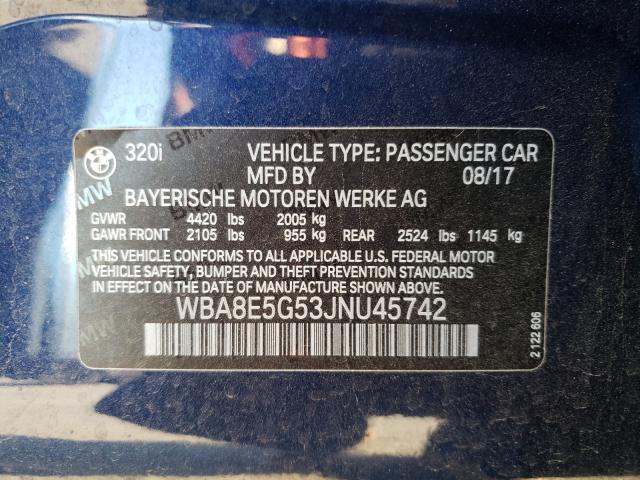 320i VEHICLE TYPE: PASSENGER CAR
MFD BY 08/17
BAYERISCHE MOTOREN WERKE AG
GVWR 4420 lbs 2005 kg
GAWR FRONT 2105 lbs 955 kg REAR 2524 lbs 1145 kg
THIS VEHICLE CONFORMS TO ALL APPLICABLE U.S. FEDERAL MOTOR
VEHICLE SAFETY, BUMPER AND THEFT PREVENTION STANDARDS
IN EFFECT ON DATE OF MANUFACTURE SHOWN ABOVE.
WBA8E5G53JNU45742
2 122 606
BMW
BMW